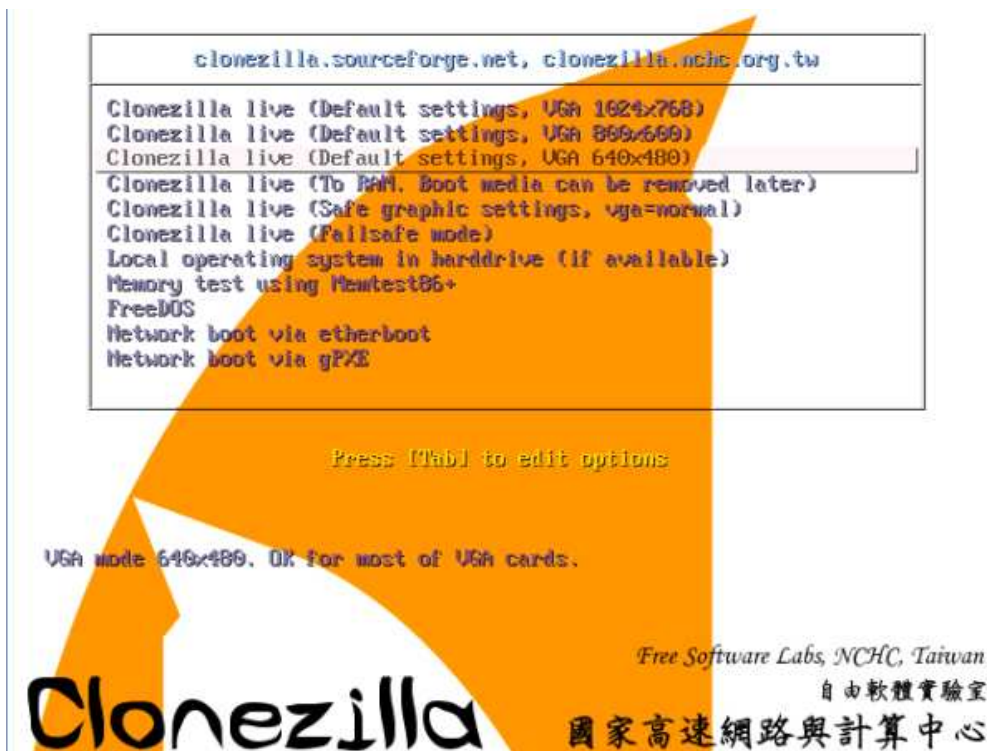 clonezilla.sourceforge.net, clonezilla.nchc.org.tw
Clonezilla live (Default settings, VGA 1024x768)
Clonezilla live (Default settings, VGA 800x600)
Clonezilla live (Default settings, VGA 640x480)
Clonezilla live (To RAM. Boot media can be removed later)
Clonezilla live (Safe graphic settings, vga=normal)
Clonezilla live (Failsafe mode)
Local operating system in harddrive (if available)
Memory test using Memtest86+
FreeDOS
Network boot via etherboot
Network boot via gPXE
Press [Tab] to edit options
VGA mode 640x480. OK for most of VGA cards.
Free Software Labs, NCHC, Taiwan
自由軟體實驗室
Clonezilla
國家高速網路與計算中心